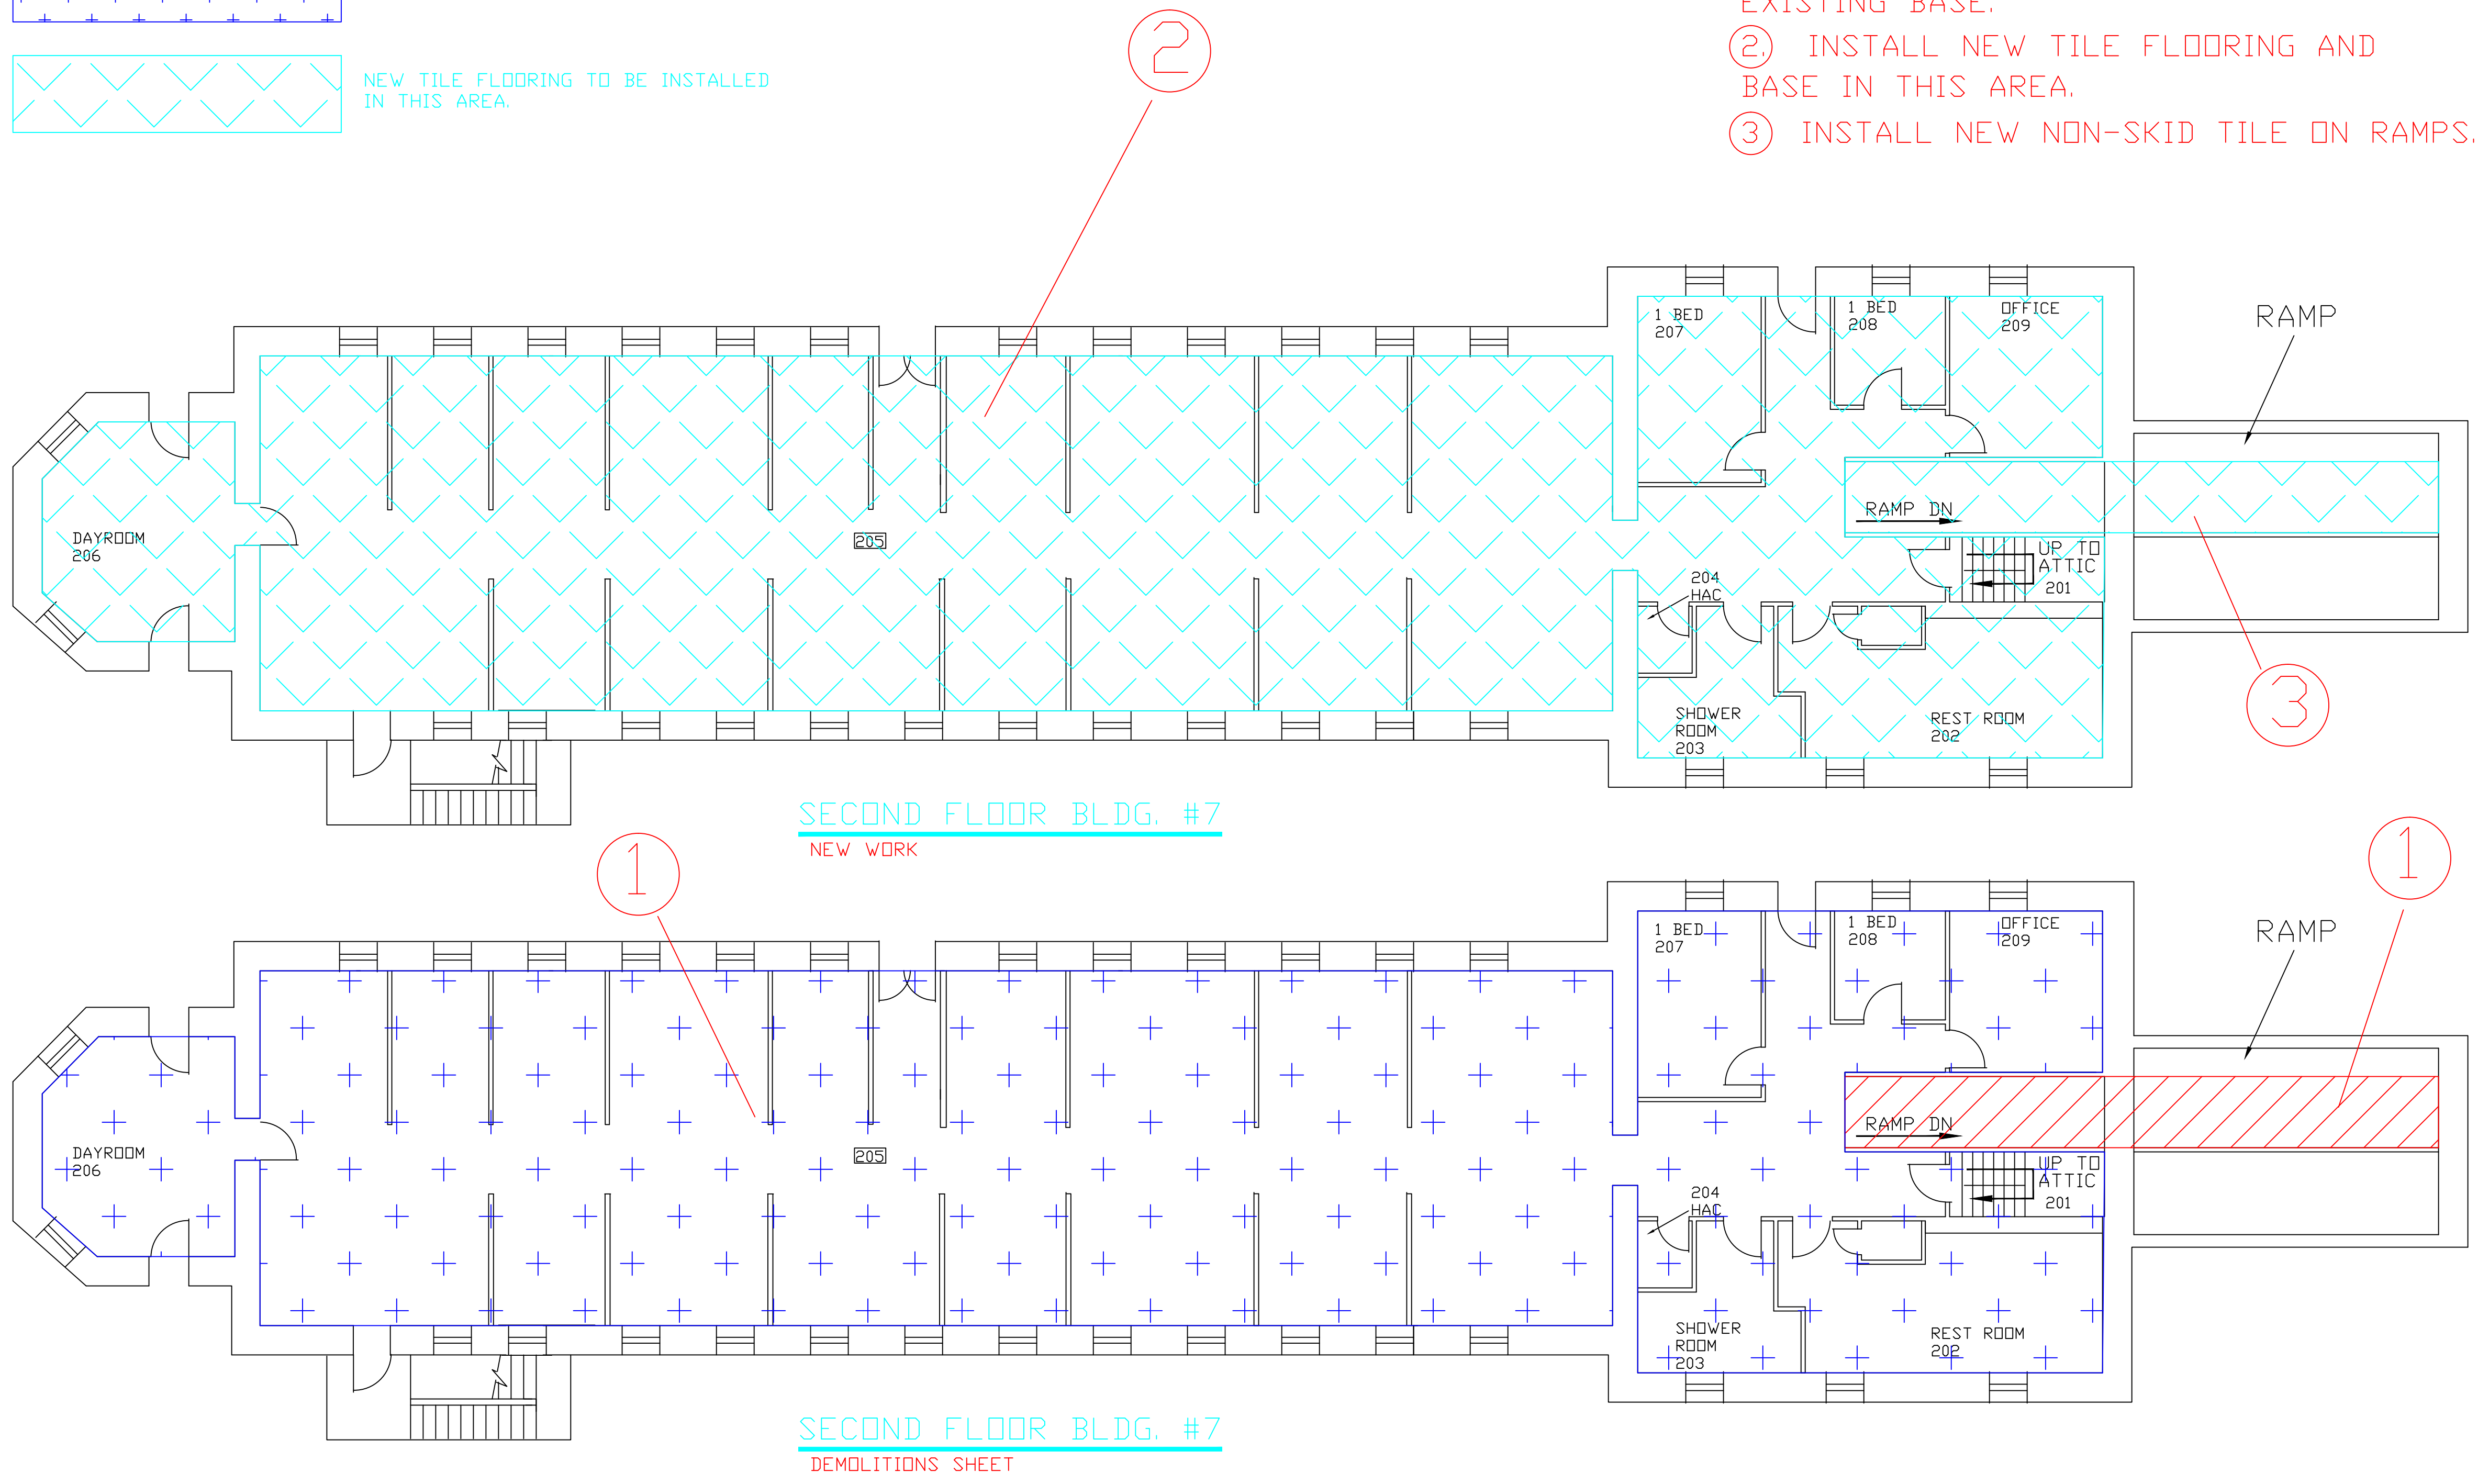 EXISTING BASE.
2. INSTALL NEW TILE FLOORING AND
BASE IN THIS AREA.
3 INSTALL NEW NON-SKID TILE ON RAMPS.
NEW TILE FLOORING TO BE INSTALLED
IN THIS AREA.
2
1 BED
207
1 BED
208
OFFICE
209
RAMP
RAMP DN
DAYROOM
206
205
UP TO
ATTIC
201
204
HAC
3
SHOWER
ROOM
203
REST ROOM
202
SECOND FLOOR BLDG. #7
NEW WORK
1
1
1 BED
207
1 BED
208
OFFICE
209
RAMP
RAMP DN
DAYROOM
206
205
UP TO
ATTIC
201
204
HAC
SHOWER
ROOM
203
REST ROOM
202
SECOND FLOOR BLDG. #7
DEMOLITIONS SHEET